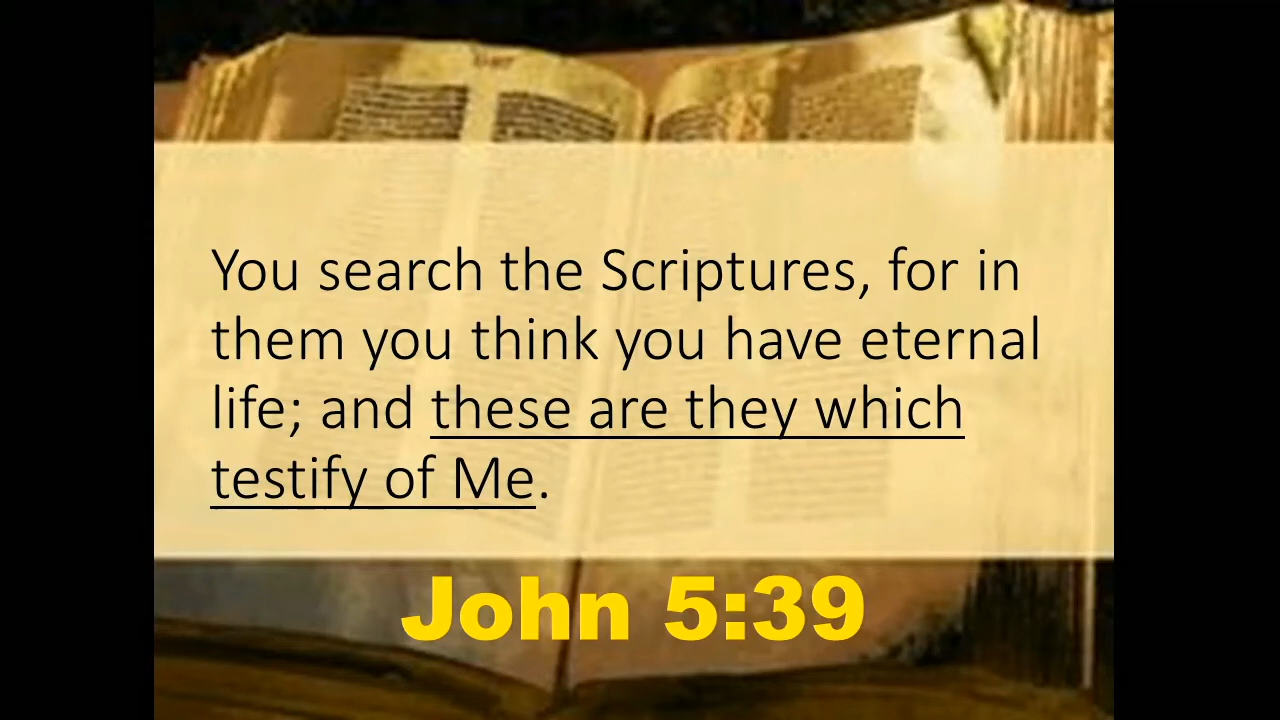 You search the Scriptures, for in
them you think you have eternal
life; and these are they which
testify of Me.
John 5:39